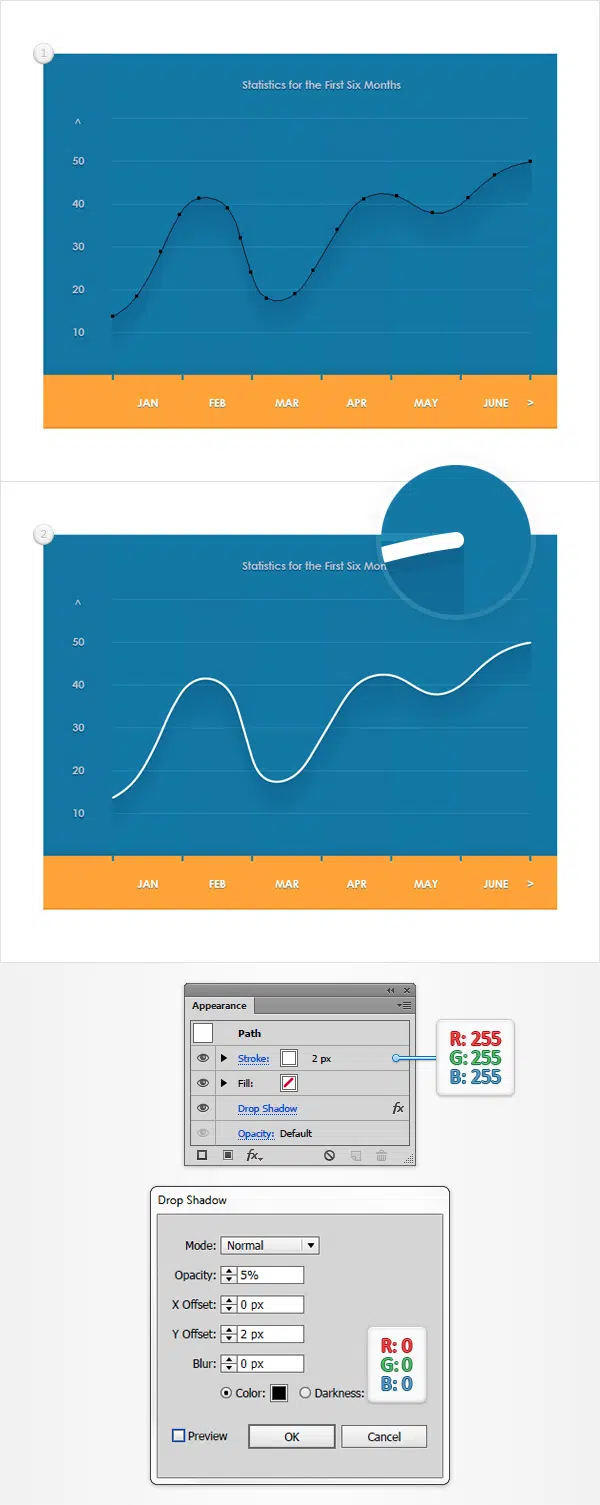 1
Statistics for the First Six Months
^
50
40
30
20
10
JAN FEB MAR APR MAY JUNE >
2
Statistics for the First Six Mon
^
50
40
30
20
10
JAN FEB MAR APR MAY JUNE >
Appearance
Path
Stroke: 2 px
Fill:
Drop Shadow fx
Opacity: Default
fx
R: 255
G: 255
B: 255
Drop Shadow
Mode: Normal
Opacity: 5%
X Offset: 0 px
Y Offset: 2 px
Blur: 0 px
Color: Darkness:
R: 0
G: 0
B: 0
Preview OK Cancel